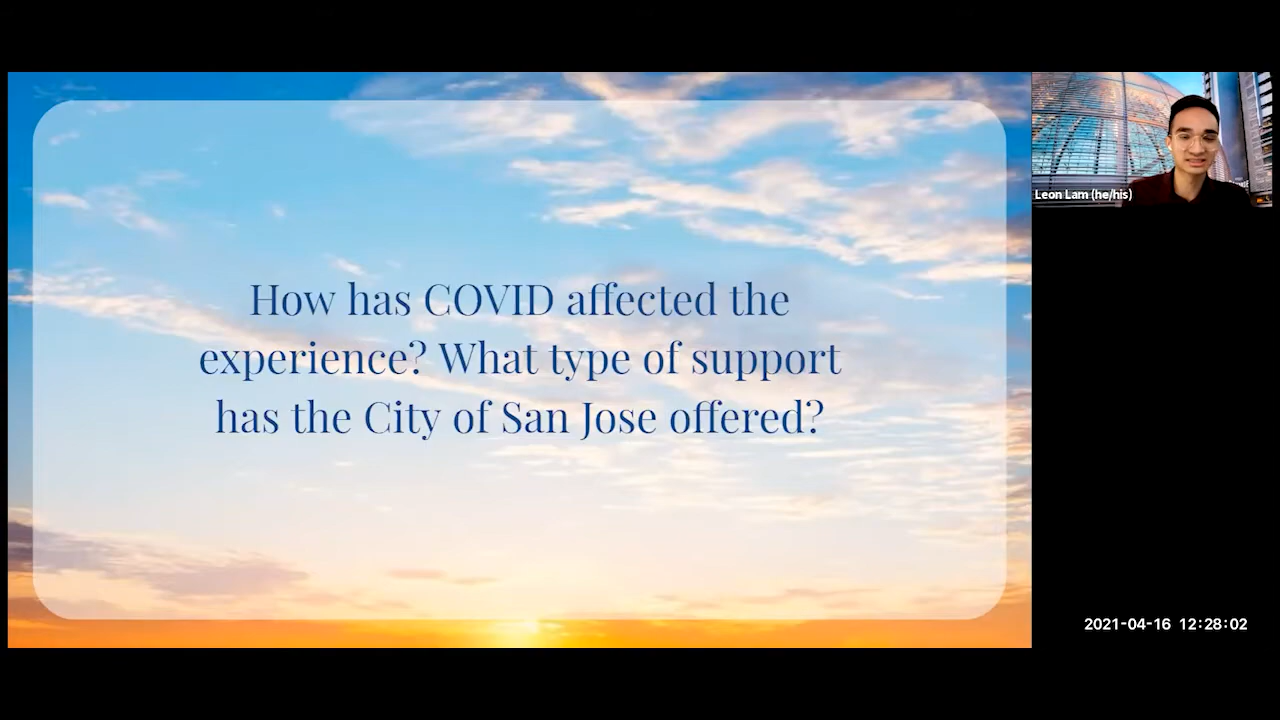 How has COVID affected the
experience? What type of support
has the City of San Jose offered?
Leon Lam (he/his)
2021-04-16 12:28:02